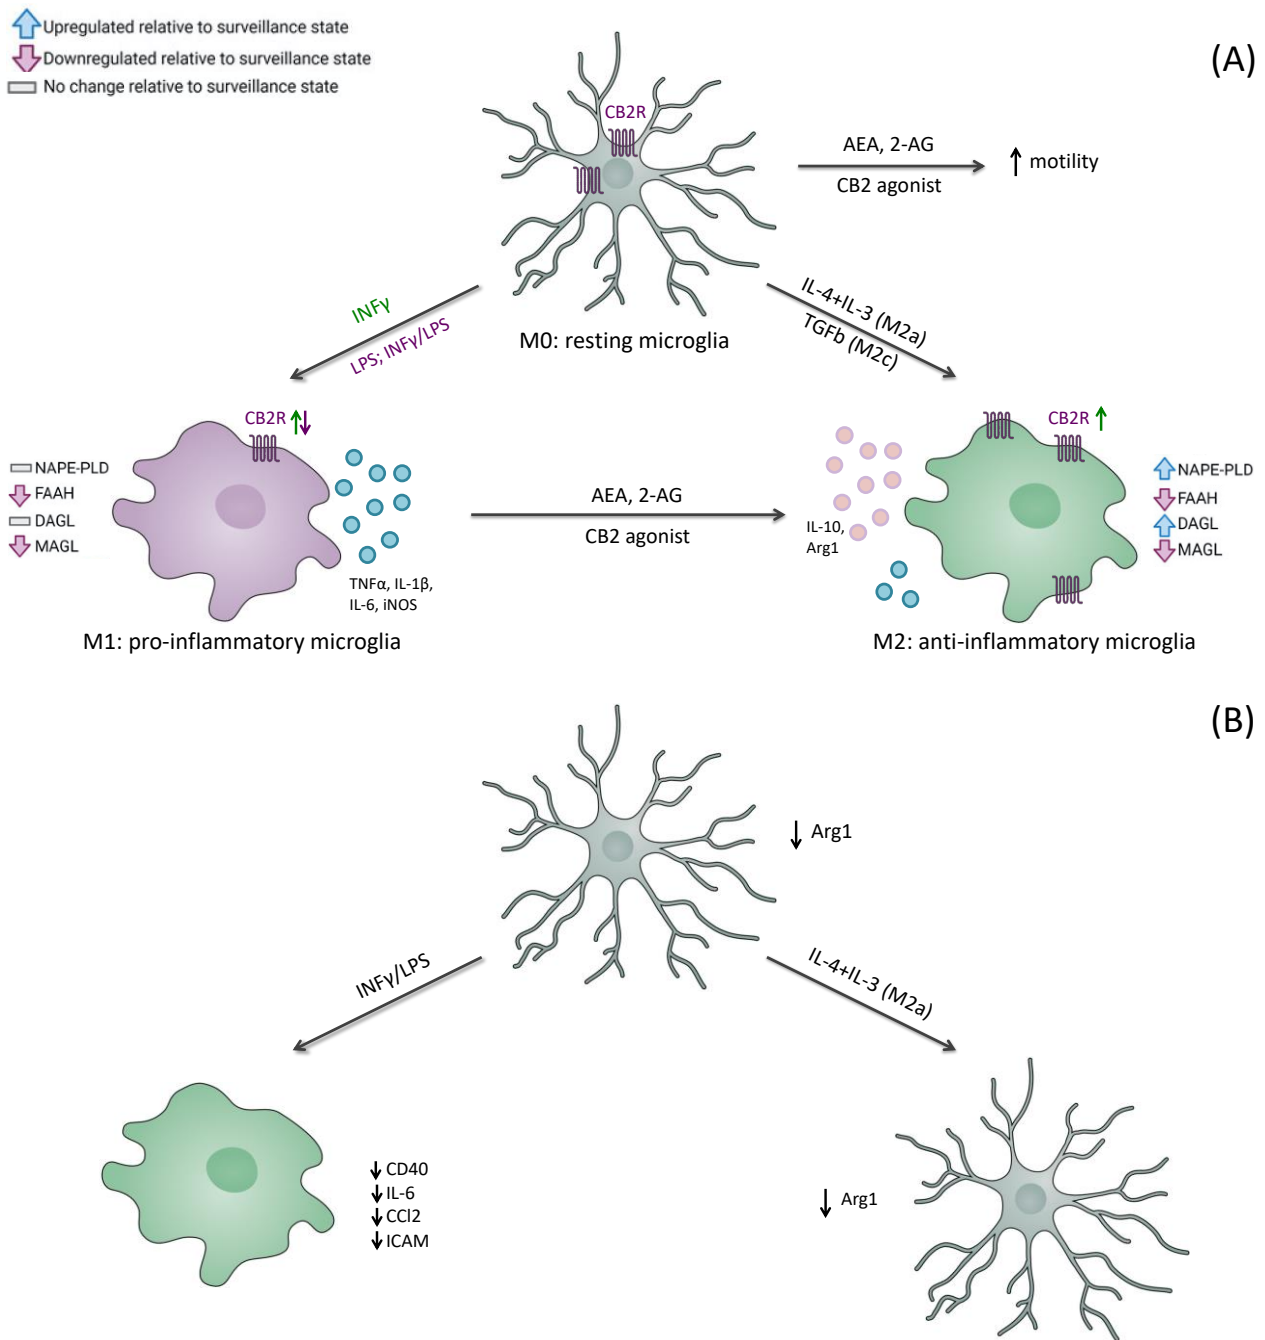 Upregulated relative to surveillance state
Downregulated relative to surveillance state
No change relative to surveillance state
(A)
CB2R
AEA, 2-AG
CB2 agonist
motility
INFγ
LPS; INFγ/LPS
M0: resting microglia
IL-4+IL-3 (M2a)
TGFb (M2c)
CB2R
NAPE-PLD
FAAH
DAGL
MAGL
TNFα, IL-1β,
IL-6, iNOS
M1: pro-inflammatory microglia
AEA, 2-AG
CB2 agonist
CB2R
IL-10,
Arg1
NAPE-PLD
FAAH
DAGL
MAGL
M2: anti-inflammatory microglia
(B)
Arg1
INFγ/LPS
IL-4+IL-3 (M2a)
CD40
IL-6
CCl2
ICAM
Arg1